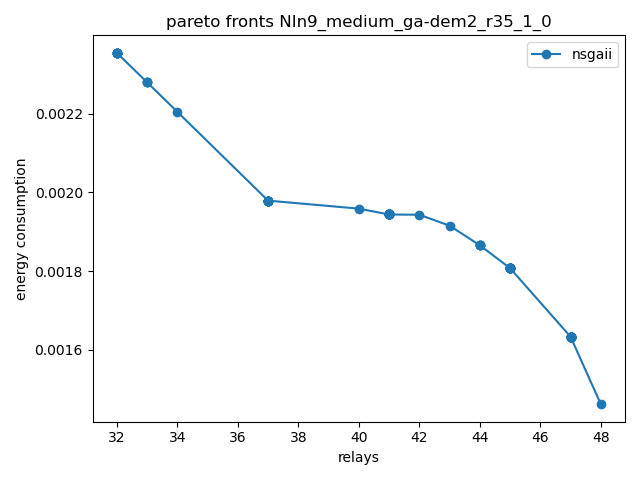 pareto fronts NIn9_medium_ga-dem2_r35_1_0
nsgaii
energy consumption
0.0022
0.0020
0.0018
0.0016
32 34 36 38 40 42 44 46 48
relays